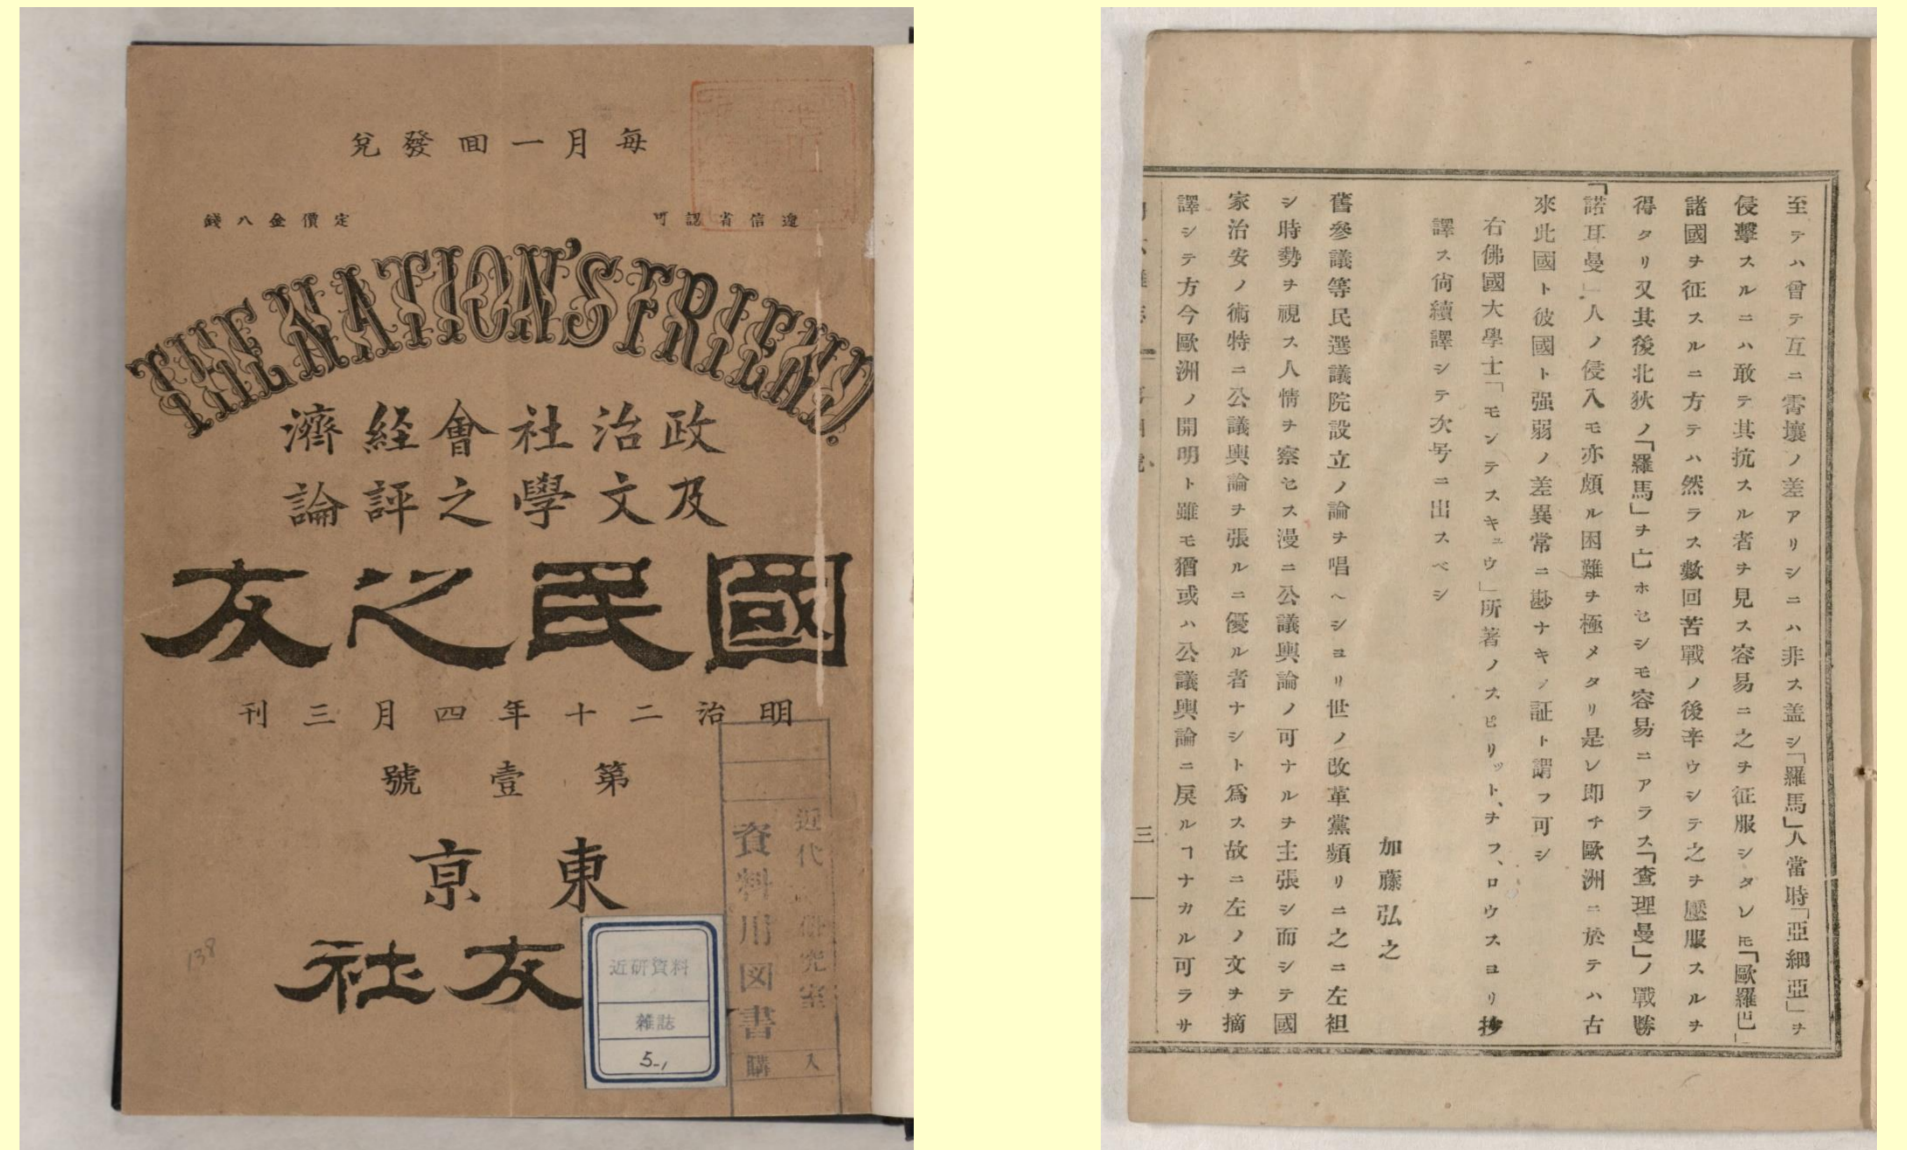 每月一回發兌
遞信省認可
定價金八錢
THE NATION'S FRIEND.
政治社會経濟
及文學之評論
國民之友
明治二十年四月三刊
第壹號
東京
友社
近代研究室
資料用図書
購入
近研資料
雜誌
5-1
138
至テハ曾テ互ニ霄壤ノ差アリシニハ非ス盖シ「羅馬」人當時「亞細亞」ヲ
侵擊スルニハ敢テ其抗スル者ヲ見ス容易ニ之ヲ征服シタレ𪜈「歐羅巴」
諸國ヲ征スルニ方テハ然ラス數回苦戰ノ後辛ウシテ之ヲ壓服スルヲ
得タリ又其後北狄ノ「羅馬」ヲ亡ホセシモ容易ニアラス「查理曼」ノ戰勝
「諾耳曼」人ノ侵入モ亦頗ル困難ヲ極メタリ是レ即チ歐洲ニ於テハ古
來此國ト彼國ト强弱ノ差異常ニ尠ナキノ証ト謂フ可シ
右佛國大學士「モンテスキュウ」所著ノスピリット、ヲフ、ロウスヨリ抄
譯ス尙續譯シテ次号ニ出スベシ
加藤弘之
舊參議等民選議院設立ノ論ヲ唱ヘシヨリ世ノ改革黨頻リニ之ニ左袒
シ時勢ヲ視ス人情ヲ察セス漫ニ公議輿論ノ可ナルヲ主張シ而シテ國
家治安ノ術特ニ公議輿論ヲ張ルニ優ル者ナシト爲ス故ニ左ノ文ヲ摘
譯シテ方今歐洲ノ開明ト雖モ猶或ハ公議輿論ニ戾ルヿナカル可ラサ
三